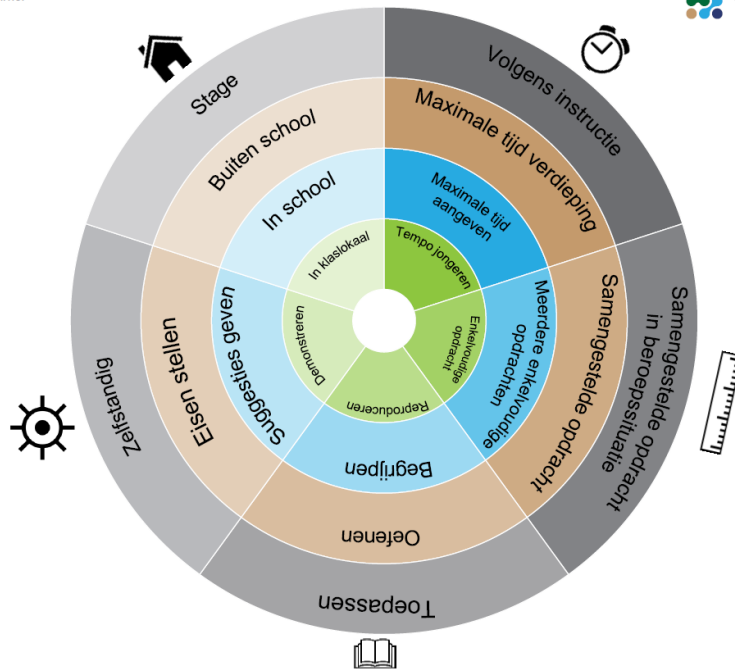 Volgens instructie
Maximale tijd verdieping
Maximale tijd
aangeven
Tempo jongeren
Samengestelde opdracht
in beroepssituatie
Samengestelde opdracht
Meerdere enkelvoudige
opdrachten
Enkelvoudige
opdracht
Toepassen
Oefenen
Begrijpen
Reproduceren
Zelfstandig
Eisen stellen
Suggesties geven
Demonstreren
Stage
Buiten school
In school
In klaslokaal